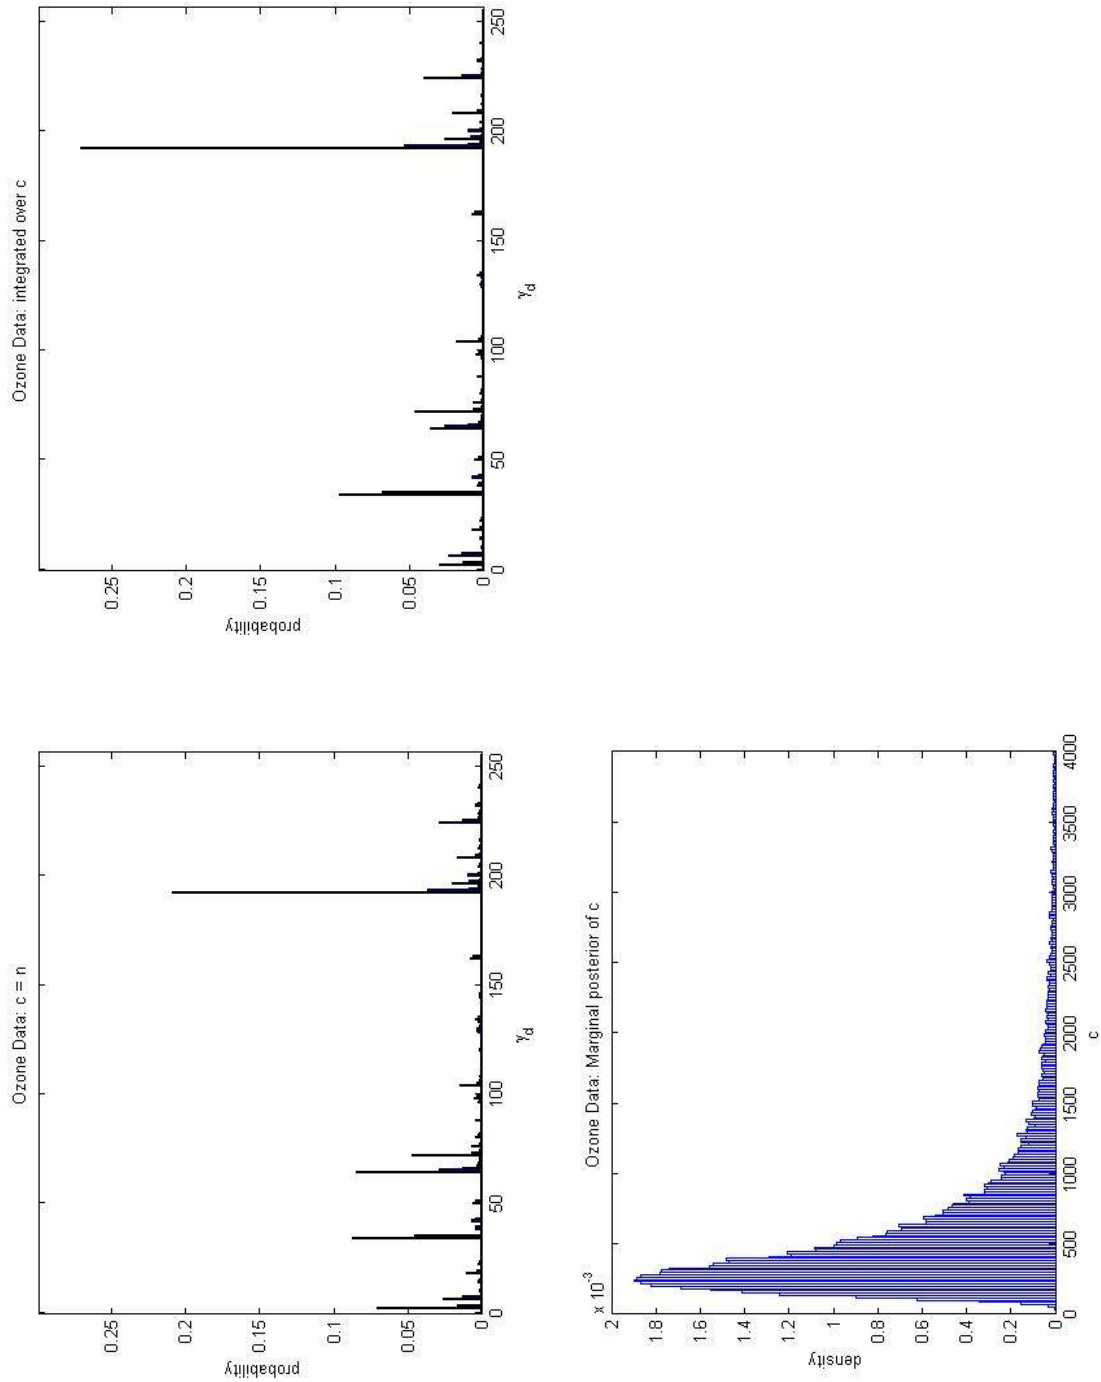 Ozone Data: integrated over c
probability
0.25
0.2
0.15
0.1
0.05
0
0 50 100 150 200 250
γd
Ozone Data: c = n
probability
0.25
0.2
0.15
0.1
0.05
0
0 50 100 150 200 250
γd
x 10-3
Ozone Data: Marginal posterior of c
density
2
1.8
1.6
1.4
1.2
1
0.8
0.6
0.4
0.2
0
0 500 1000 1500 2000 2500 3000 3500 4000
c